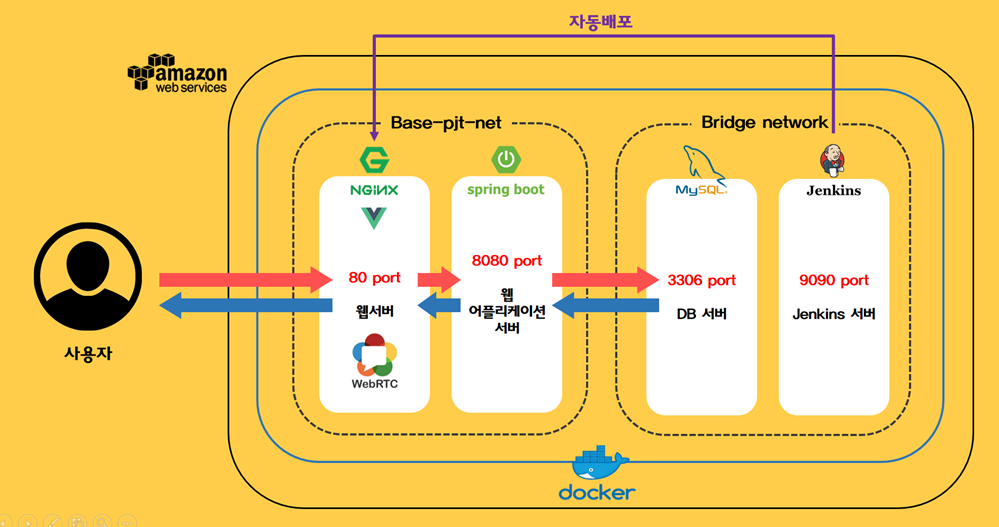 자동배포
amazon
web services
Base-pjt-net
Bridge network
NGiNX
spring boot
MySQL
Jenkins
80 port
웹서버
WebRTC
8080 port
웹
어플리케이션
서버
3306 port
DB 서버
9090 port
Jenkins 서버
사용자
docker